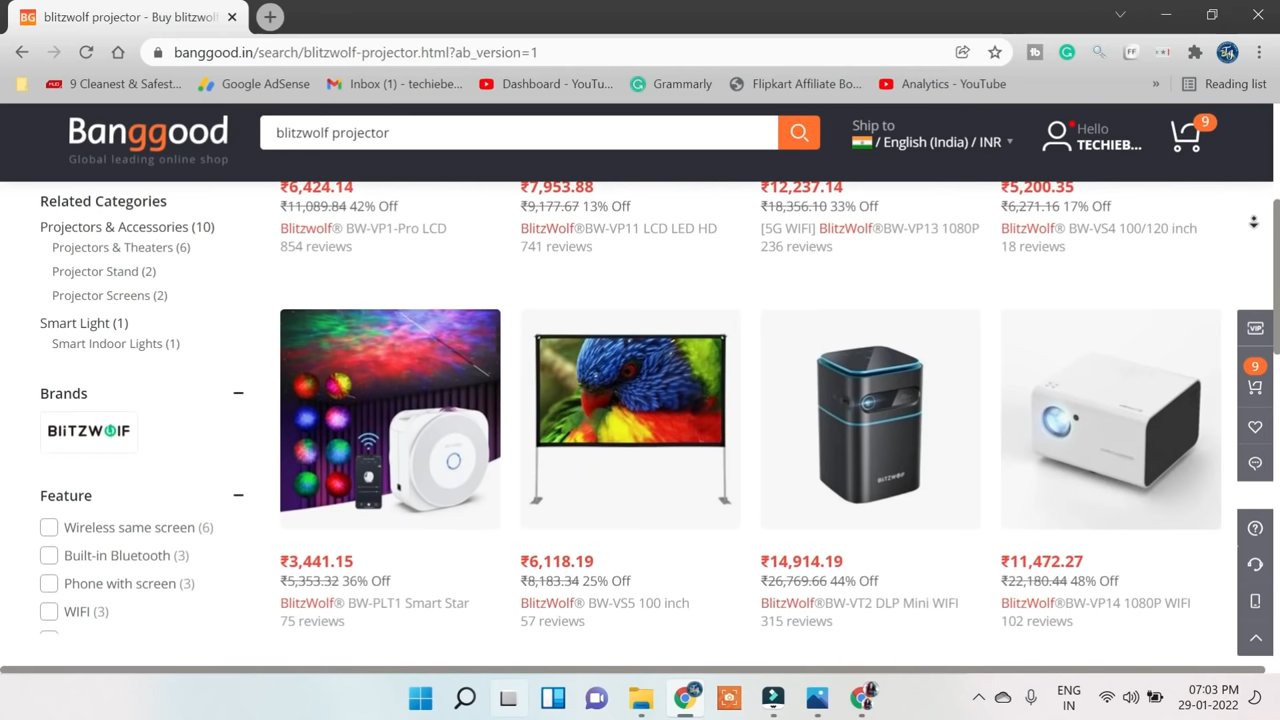 BG blitzwolf projector - Buy blitzwol
banggood.in/search/blitzwolf-projector.html?ab_version=1
9 Cleanest & Safest...
Google AdSense
Inbox (1) - techiebe...
Dashboard - YouTu...
Grammarly
Flipkart Affiliate Bo...
Analytics - YouTube
»
Reading list
Banggood
Global leading online shop
blitzwolf projector
Ship to
/ English (India) / INR
Hello
TECHIEB...
9
Related Categories
Projectors & Accessories (10)
Projectors & Theaters (6)
Projector Stand (2)
Projector Screens (2)
Smart Light (1)
Smart Indoor Lights (1)
Brands
BLITZWOLF
Feature
Wireless same screen (6)
Built-in Bluetooth (3)
Phone with screen (3)
WIFI (3)
₹6,424.14
₹11,089.84 42% Off
Blitzwolf® BW-VP1-Pro LCD
854 reviews
₹7,953.88
₹9,177.67 13% Off
Blitzwolf®BW-VP11 LCD LED HD
741 reviews
₹12,237.14
₹18,356.10 33% Off
[5G WIFI] BlitzWolf®BW-VP13 1080P
236 reviews
₹5,200.35
₹6,271.16 17% Off
BlitzWolf® BW-VS4 100/120 inch
18 reviews
₹3,441.15
₹5,353.32 36% Off
BlitzWolf® BW-PLT1 Smart Star
75 reviews
₹6,118.19
₹8,183.34 25% Off
BlitzWolf® BW-VS5 100 inch
57 reviews
BLITZWOLF
₹14,914.19
₹26,769.66 44% Off
BlitzWolf®BW-VT2 DLP Mini WIFI
315 reviews
₹11,472.27
₹22,180.44 48% Off
BlitzWolf®BW-VP14 1080P WIFI
102 reviews
VIP
9
ENG
IN
07:03 PM
29-01-2022